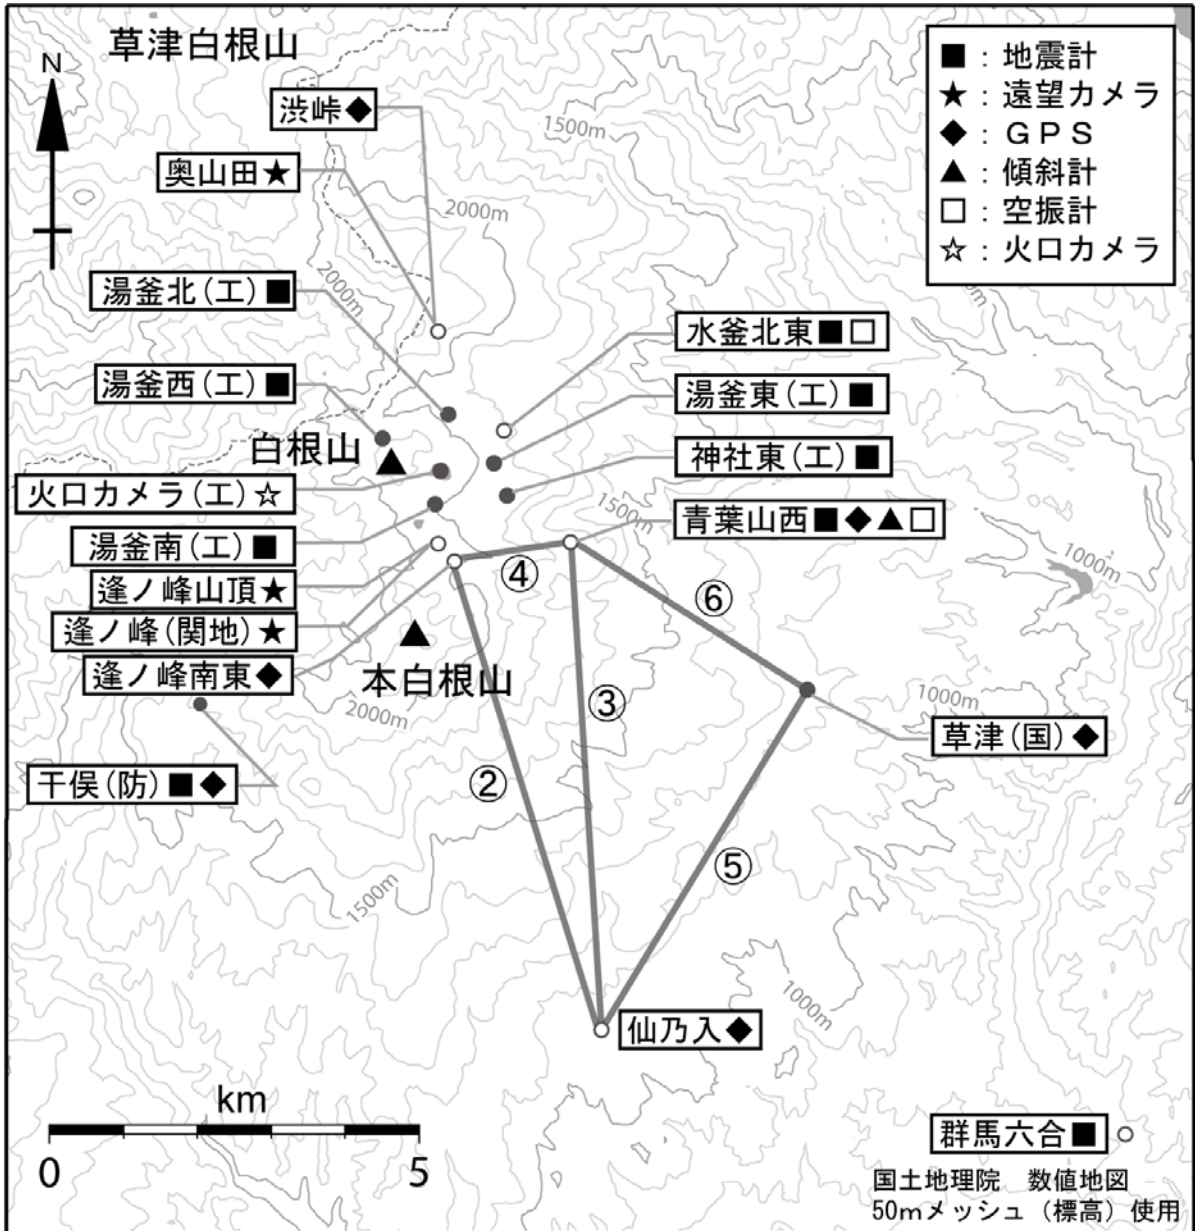 草津白根山
N
■：地震計
★：遠望カメラ
◆：ＧＰＳ
▲：傾斜計
□：空振計
☆：火口カメラ
渋峠◆
1500m
奥山田★
2000m
湯釜北(工)■
2000m
水釜北東■□
湯釜西(工)■
湯釜東(工)■
白根山
神社東(工)■
火口カメラ(工)☆
1500m
青葉山西■◆▲□
湯釜南(工)■
1000m
④
逢ノ峰山頂★
⑥
逢ノ峰(関地)★
逢ノ峰南東◆
本白根山
2000m
③
1000m
草津(国)◆
干俣(防)■◆
②
⑤
1500m
1000m
仙乃入◆
km
0 5
群馬六合■
国土地理院　数値地図
50mメッシュ（標高）使用